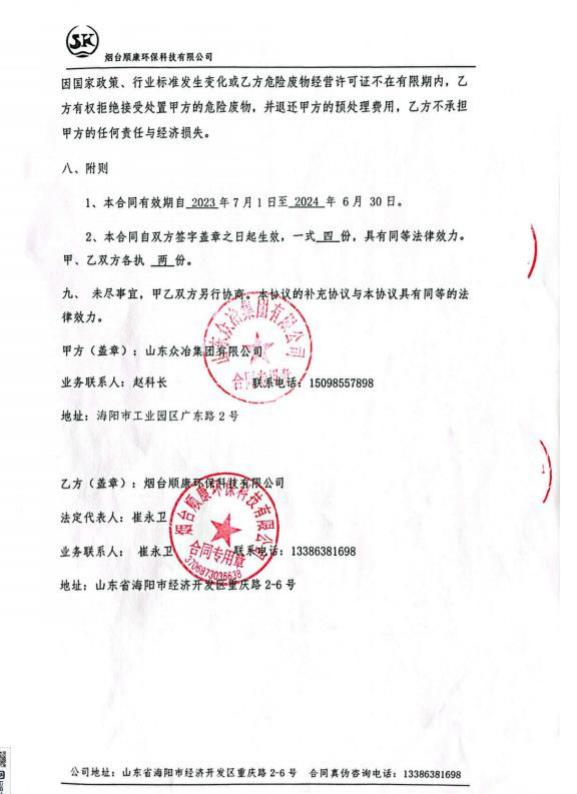 SK
烟台顺康环保科技有限公司
因国家政策、行业标准发生变化或乙方危险废物经营许可证不在有限期内，乙
方有权拒绝接受处置甲方的危险废物，并退还甲方的预处理费用，乙方不承担
甲方的任何责任与经济损失。
八、附则
1、本合同有效期自 2023 年 7 月 1 日至 2024 年 6 月 30 日。
2、本合同自双方签字盖章之日起生效，一式 四 份，具有同等法律效力。
甲、乙双方各执 两 份。
九、 未尽事宜，甲乙双方另行协商。本协议的补充协议与本协议具有同等的法
律效力。
甲方（盖章）：山东众冶集团有限公司
业务联系人：赵科长 联系电话：15098557898
地址：海阳市工业园区广东路 2 号
山东众冶集团有限公司
合同专用章
乙方（盖章）：烟台顺康环保科技有限公司
法定代表人：崔永卫
业务联系人： 崔永卫 联系电话：13386381698
地址：山东省海阳市经济开发区重庆路 2-6 号
烟台顺康环保科技有限公司
合同专用章
公司地址：山东省海阳市经济开发区重庆路 2-6 号 合同真伪咨询电话：13386381698